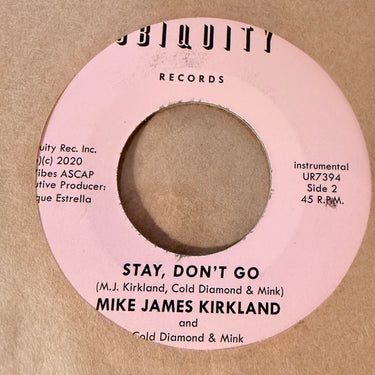 UBIQUITY
RECORDS
uity Rec. Inc.
)(c) 2020
ibes ASCAP
utive Producer:
que Estrella
instrumental
UR7394
Side 2
45 R.P.M.
STAY, DON'T GO
(M.J. Kirkland, Cold Diamond & Mink)
MIKE JAMES KIRKLAND
and
Cold Diamond & Mink